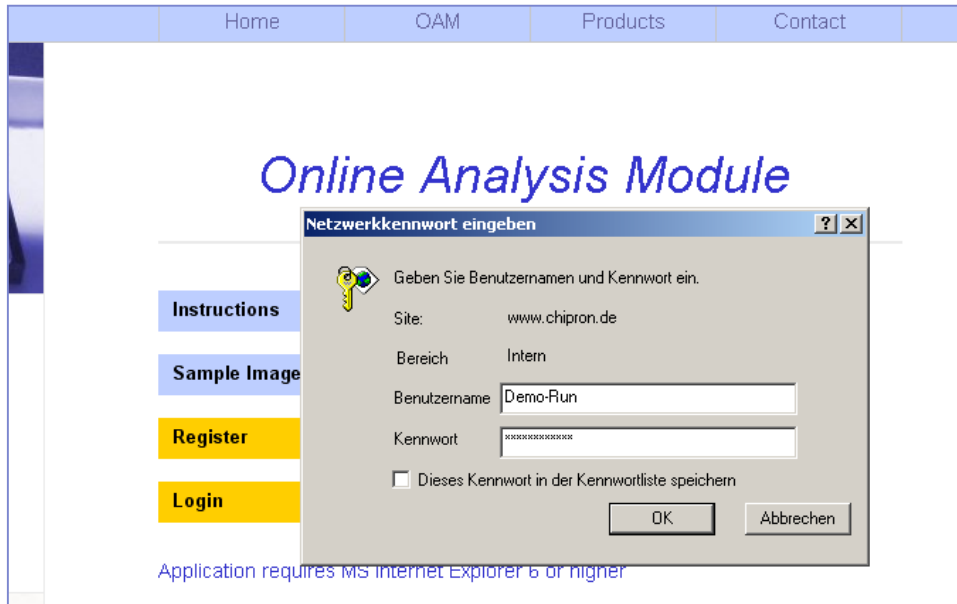 Home OAM Products Contact
Online Analysis Module
Netzwerkkennwort eingeben
Geben Sie Benutzernamen und Kennwort ein.
Site: www.chipron.de
Bereich Intern
Benutzername Demo-Run
Kennwort xxxxxxxxxxxx
Dieses Kennwort in der Kennwortliste speichern
OK Abbrechen
Instructions
Sample Image
Register
Login
Application requires MS Internet Explorer 6 or higher